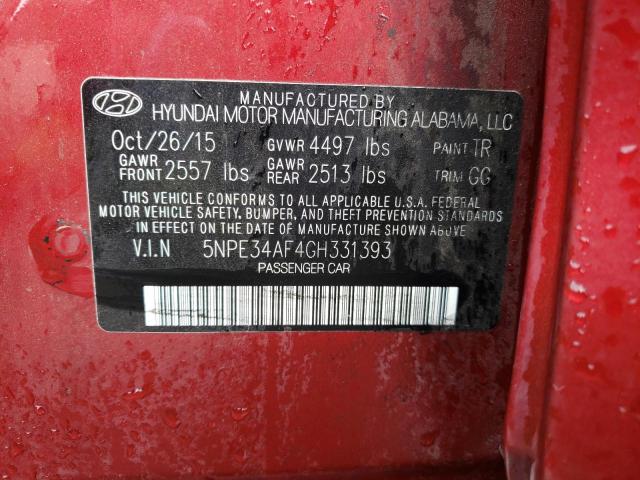 MANUFACTURED BY
HYUNDAI MOTOR MANUFACTURING ALABAMA, LLC
Oct/26/15 GVWR 4497 lbs PAINT TR
GAWR FRONT 2557 lbs GAWR REAR 2513 lbs TRIM GG
THIS VEHICLE CONFORMS TO ALL APPLICABLE U.S.A. FEDERAL
MOTOR VEHICLE SAFETY, BUMPER, AND THEFT PREVENTION STANDARDS
IN EFFECT ON THE DATE OF MANUFACTURE SHOWN ABOVE
V.I.N 5NPE34AF4GH331393
PASSENGER CAR